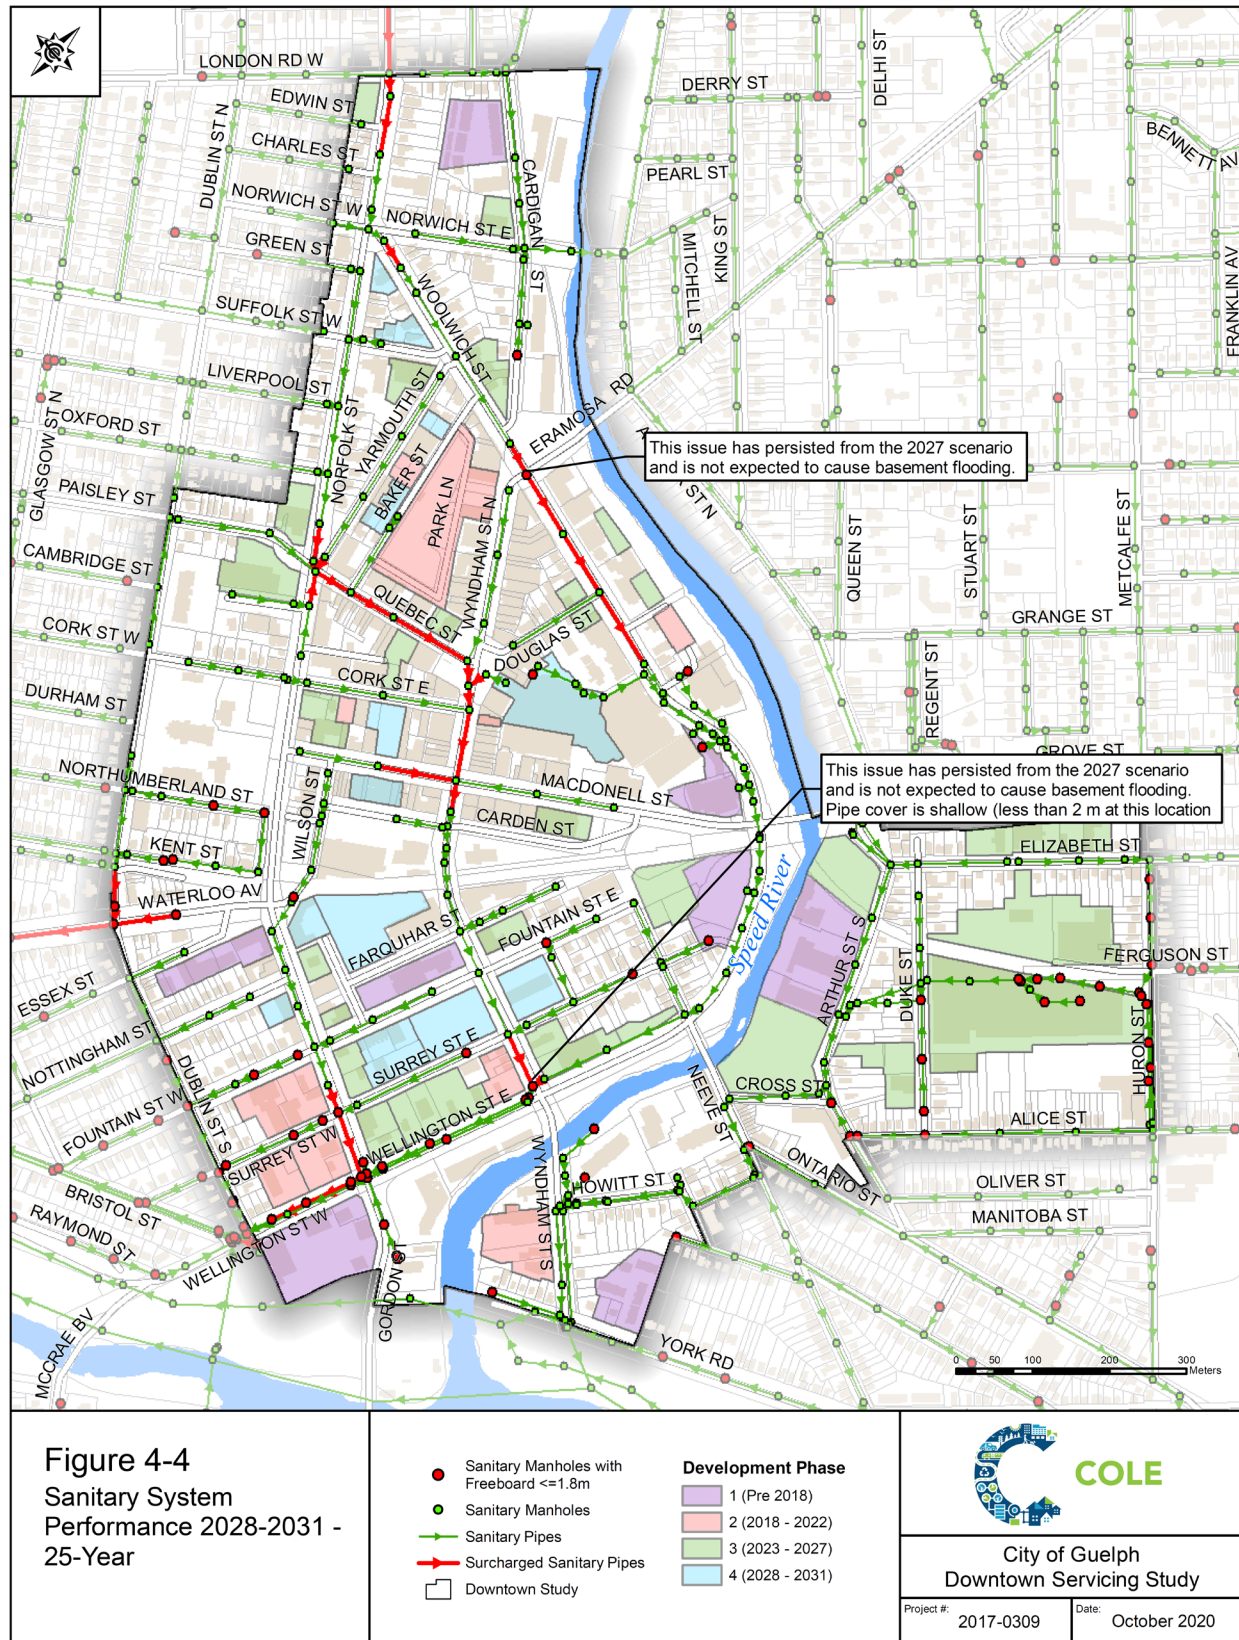 LONDON RD W
EDWIN ST
CHARLES ST
DUBLIN ST N
NORWICH ST W
NORWICH ST E
GREEN ST
CARDIGAN ST
DERRY ST
DELHI ST
BENNETT AV
PEARL ST
KING ST
MITCHELL ST
FRANKLIN AV
SUFFOLK ST W
WOOLWICH ST
LIVERPOOL ST
OXFORD ST
GLASGOW ST N
NORFOLK ST
YARMOUTH ST
BAKER ST
PARK LN
WYNDHAM ST N
ERAMOSA RD
This issue has persisted from the 2027 scenario
and is not expected to cause basement flooding.
ST N
PAISLEY ST
CAMBRIDGE ST
QUEBEC ST
QUEEN ST
STUART ST
METCALFE ST
CORK ST W
DOUGLAS ST
GRANGE ST
CORK ST E
DURHAM ST
REGENT ST
GROVE ST
NORTHUMBERLAND ST
MACDONELL ST
This issue has persisted from the 2027 scenario
and is not expected to cause basement flooding.
Pipe cover is shallow (less than 2 m at this location
WILSON ST
CARDEN ST
KENT ST
ELIZABETH ST
WATERLOO AV
FARQUHAR ST
FOUNTAIN ST E
Speed River
ARTHUR ST S
DUKE ST
FERGUSON ST
ESSEX ST
NOTTINGHAM ST
DUBLIN ST S
SURREY ST E
HURON ST
FOUNTAIN ST W
NEEVE ST
CROSS ST
ALICE ST
WELLINGTON ST E
SURREY ST W
WYNDHAM ST S
ONTARIO ST
HOWITT ST
OLIVER ST
BRISTOL ST
MANITOBA ST
RAYMOND ST
WELLINGTON ST W
GORDON ST
MCCRAE BV
YORK RD
0 50 100 200 300
Meters
Figure 4-4
Sanitary System
Performance 2028-2031 -
25-Year
Sanitary Manholes with
Freeboard <=1.8m
Sanitary Manholes
Sanitary Pipes
Surcharged Sanitary Pipes
Downtown Study
Development Phase
1 (Pre 2018)
2 (2018 - 2022)
3 (2023 - 2027)
4 (2028 - 2031)
COLE
City of Guelph
Downtown Servicing Study
Project #:
2017-0309
Date:
October 2020